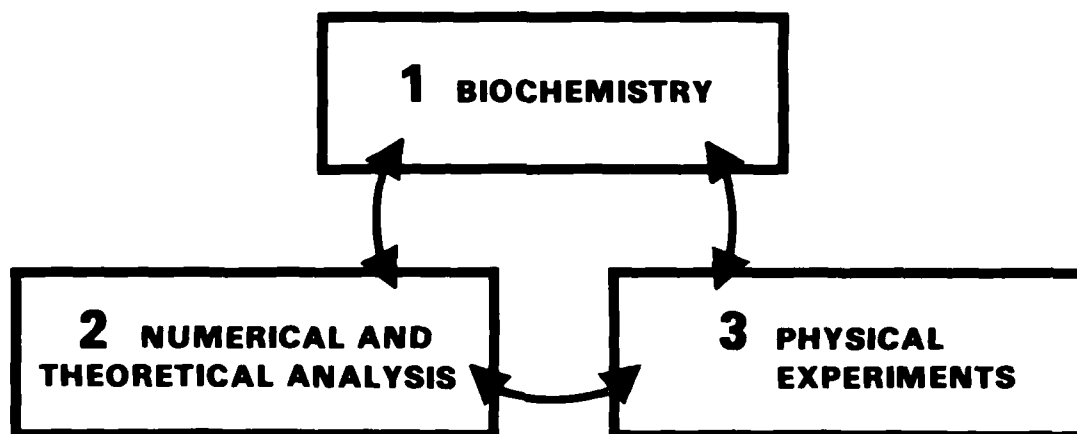 1 BIOCHEMISTRY
2 NUMERICAL AND
THEORETICAL ANALYSIS
3 PHYSICAL
EXPERIMENTS